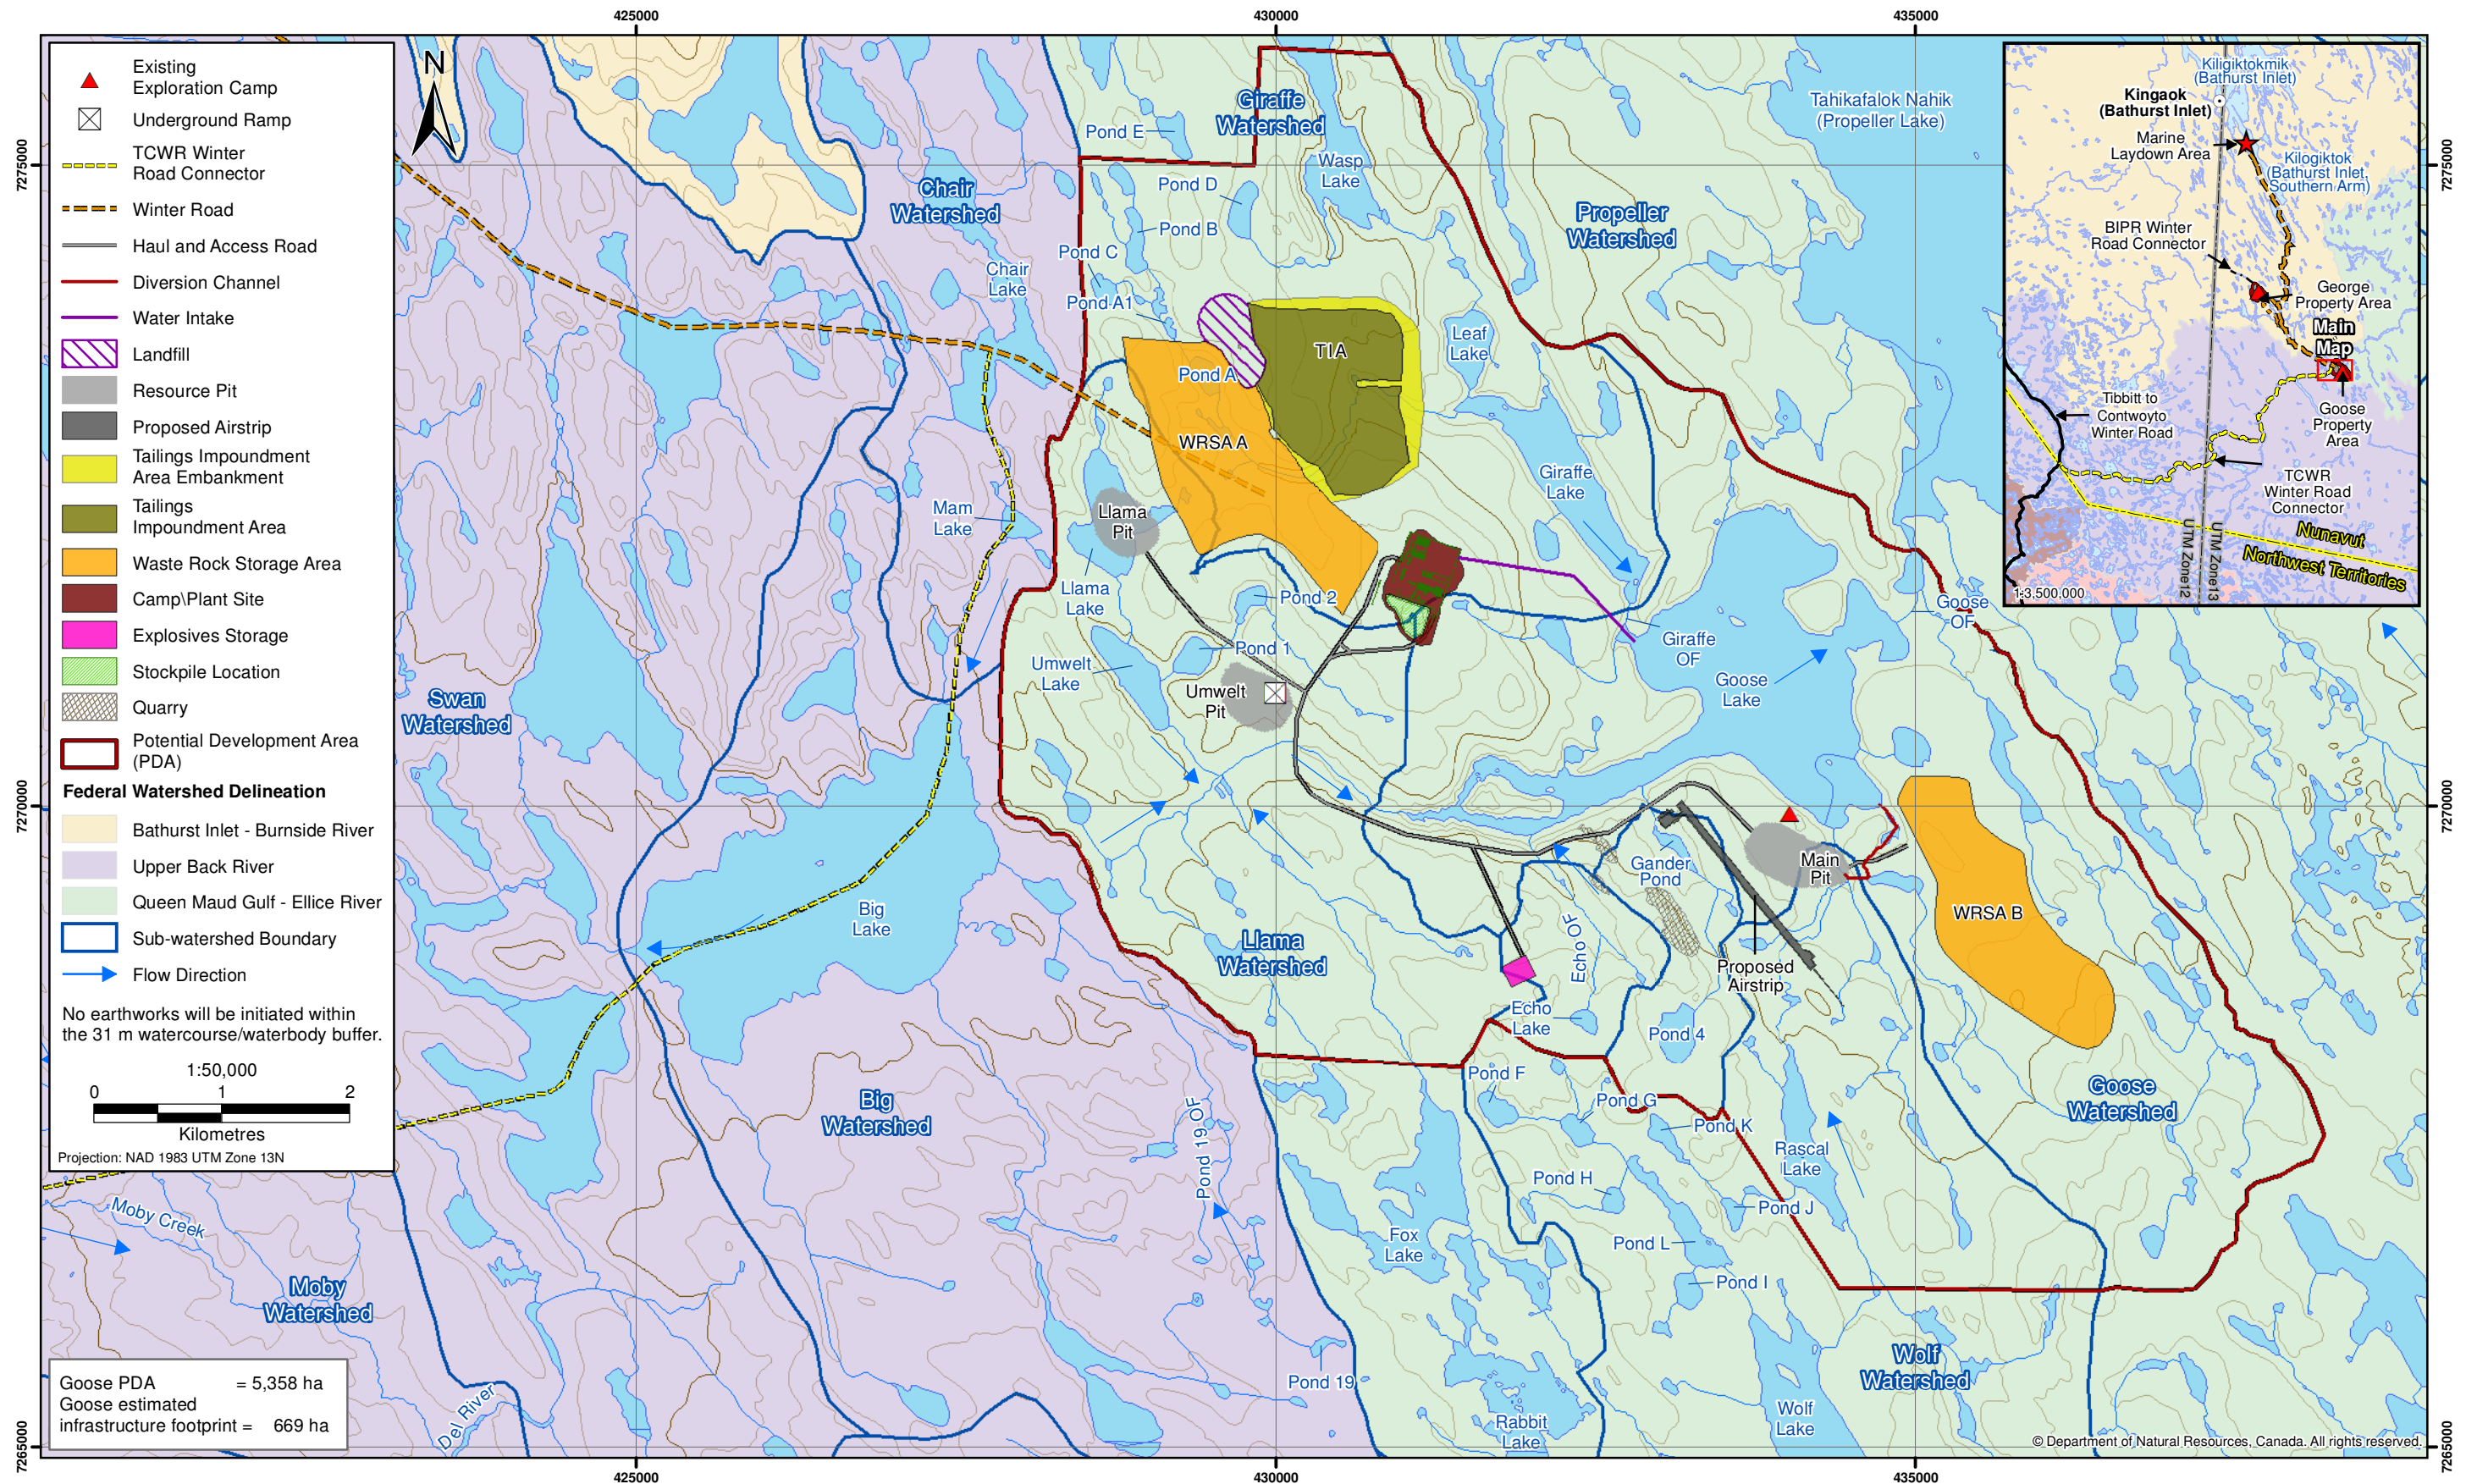 425000
430000
435000
7275000
7270000
7265000
7275000
7270000
7265000
425000
430000
435000
N
Existing
Exploration Camp
Underground Ramp
TCWR Winter
Road Connector
Winter Road
Haul and Access Road
Diversion Channel
Water Intake
Landfill
Resource Pit
Proposed Airstrip
Tailings Impoundment
Area Embankment
Tailings
Impoundment Area
Waste Rock Storage Area
Camp\Plant Site
Explosives Storage
Stockpile Location
Quarry
Potential Development Area
(PDA)
Federal Watershed Delineation
Bathurst Inlet - Burnside River
Upper Back River
Queen Maud Gulf - Ellice River
Sub-watershed Boundary
Flow Direction
No earthworks will be initiated within
the 31 m watercourse/waterbody buffer.
1:50,000
0 1 2
Kilometres
Projection: NAD 1983 UTM Zone 13N
Goose PDA = 5,358 ha
Goose estimated
infrastructure footprint = 669 ha
Giraffe
Watershed
Pond E
Wasp
Lake
Tahikafalok Nahik
(Propeller Lake)
Chair
Watershed
Pond D
Propeller
Watershed
Pond B
Pond C
Chair
Lake
Pond A1
Leaf
Lake
TIA
Pond A
WRSA A
Giraffe
Lake
Mam
Lake
Llama
Pit
Llama
Lake
Pond 2
Goose
OF
Pond 1
Giraffe
OF
Umwelt
Lake
Umwelt
Pit
Goose
Lake
Swan
Watershed
Gander
Pond
Main
Pit
Big
Lake
WRSA B
Llama
Watershed
Echo OF
Proposed
Airstrip
Echo
Lake
Pond 4
Pond F
Goose
Watershed
Big
Watershed
Pond G
Pond K
Pond 19 OF
Rascal
Lake
Pond H
Pond J
Moby Creek
Fox
Lake
Pond L
Pond I
Moby
Watershed
Pond 19
Wolf
Watershed
Del River
Rabbit
Lake
Wolf
Lake
© Department of Natural Resources, Canada. All rights reserved.
Kiligiktokmik
(Bathurst Inlet)
Kingaok
(Bathurst Inlet)
Marine
Laydown Area
Kilogiktok
(Bathurst Inlet,
Southern Arm)
BIPR Winter
Road Connector
George
Property Area
Main
Map
Tibbitt to
Contwoyto
Winter Road
Goose
Property
Area
TCWR
Winter Road
Connector
UTM Zone12
UTM Zone13
Nunavut
Northwest Territories
1:3,500,000